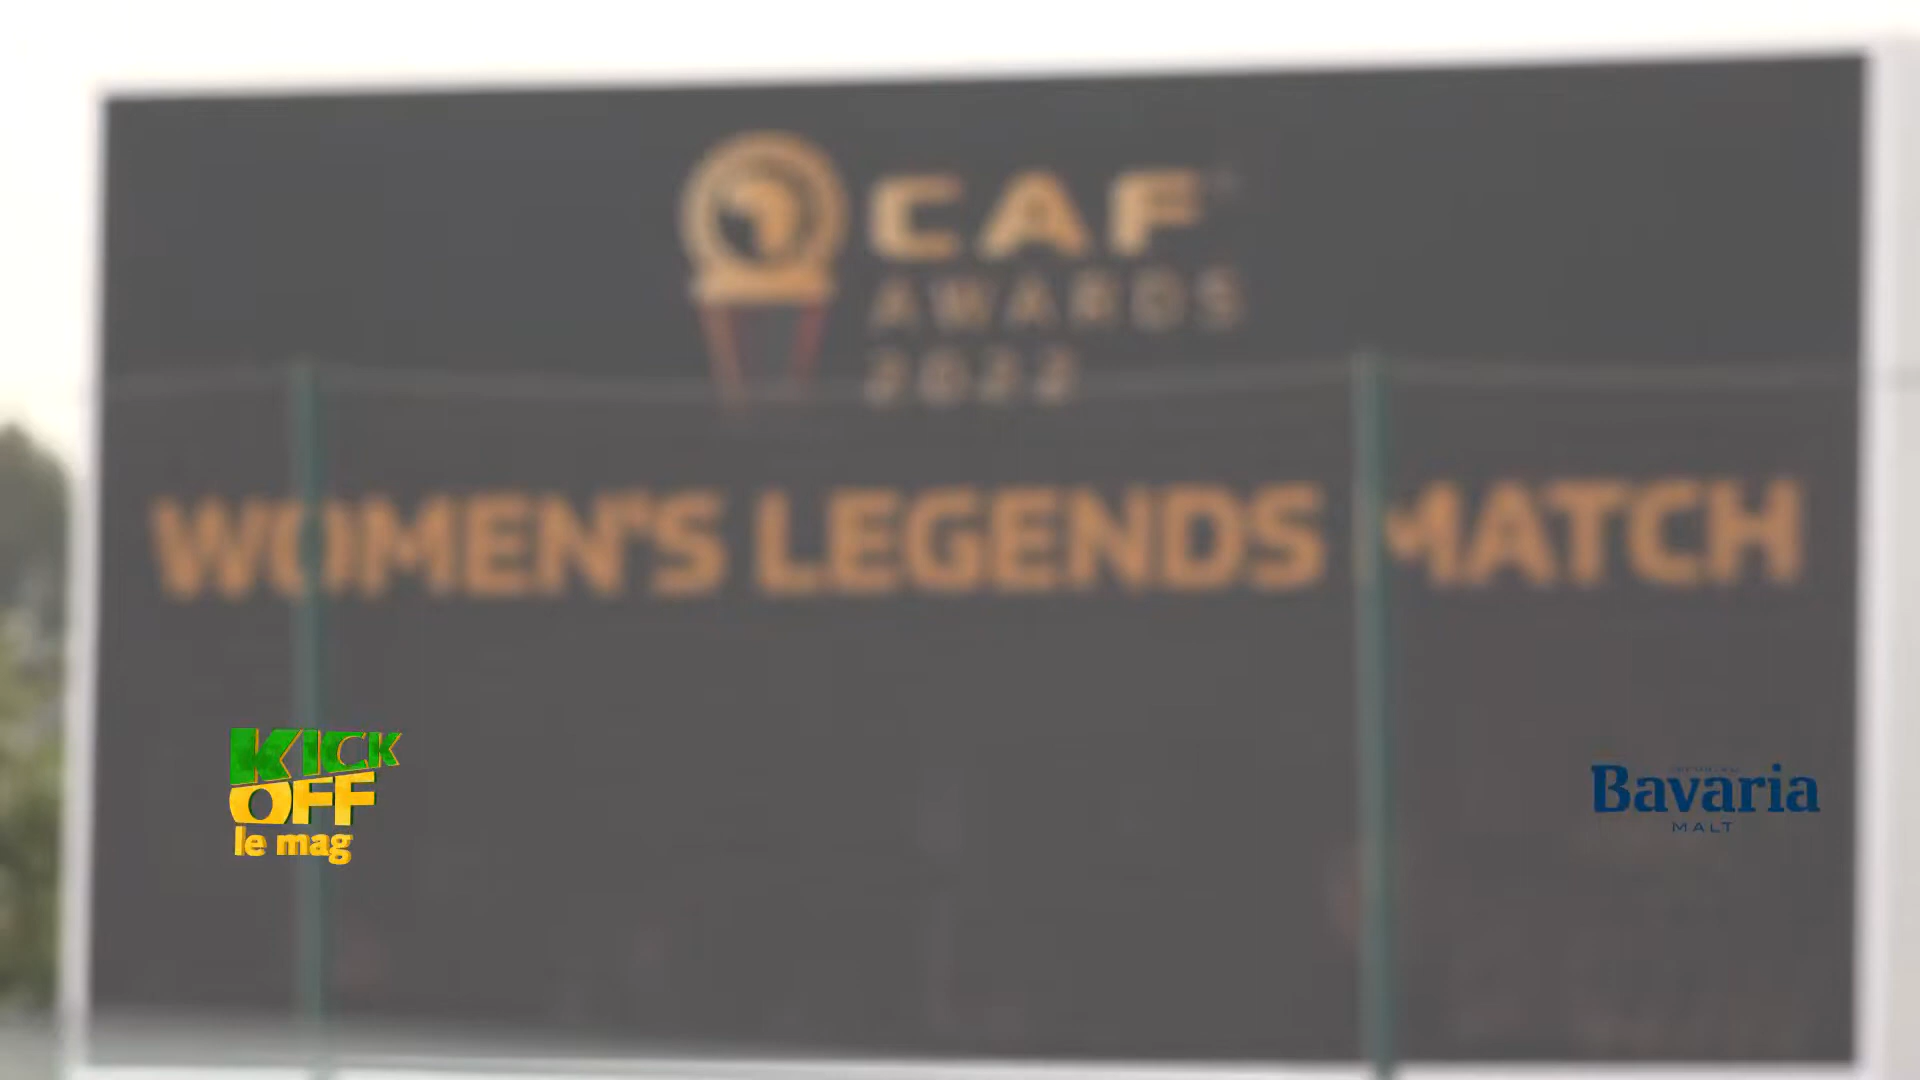 CAF
AWARDS
2022
WOMEN'S LEGENDS MATCH
KICK
OFF
le mag
Bavaria
MALT